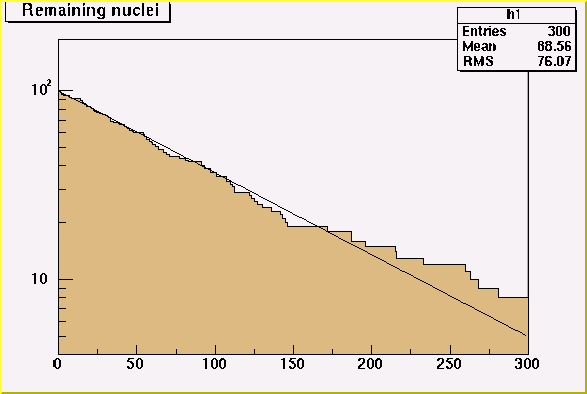 Remaining nuclei
h1
Entries 300
Mean 68.56
RMS 76.07
10²
10
0 50 100 150 200 250 300